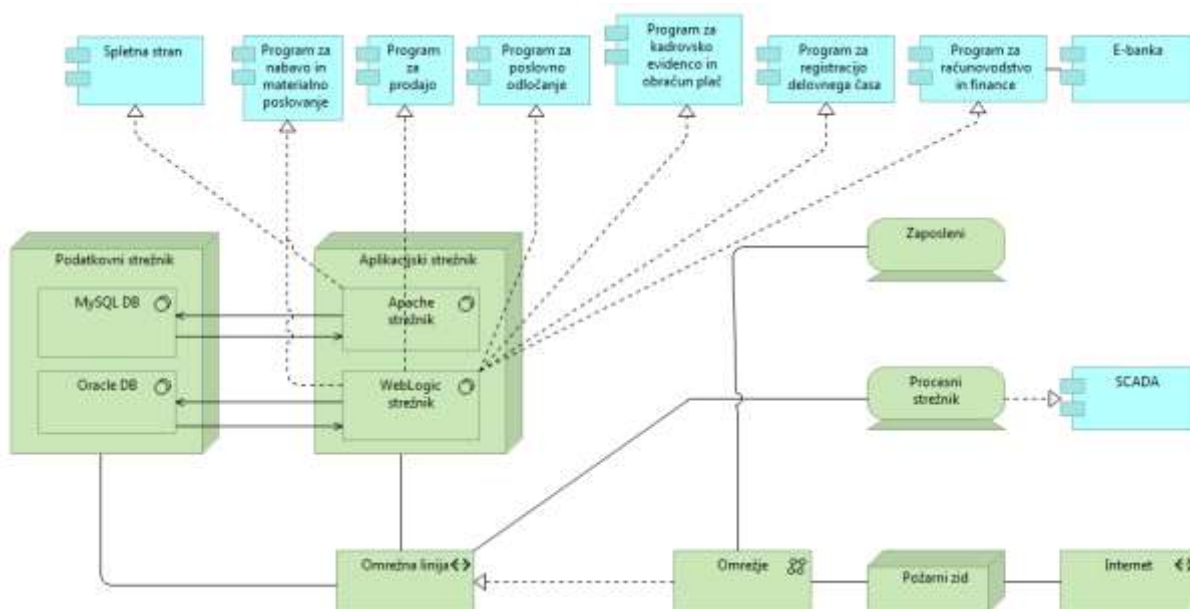 Spletna stran
Program za
nabavo in
materialno
poslovanje
Program
za
prodajo
Program za
poslovno
odločanje
Program za
kadrovsko
evidenco in
obračun plač
Program za
registracijo
delovnega časa
Program za
računovodstvo
in finance
E-banka
Podatkovni strežnik
MySQL DB
Oracle DB
Aplikacijski strežnik
Apache
strežnik
WebLogic
strežnik
Zaposleni
Procesni
strežnik
SCADA
Omrežna linija
Omrežje
Požarni zid
Internet